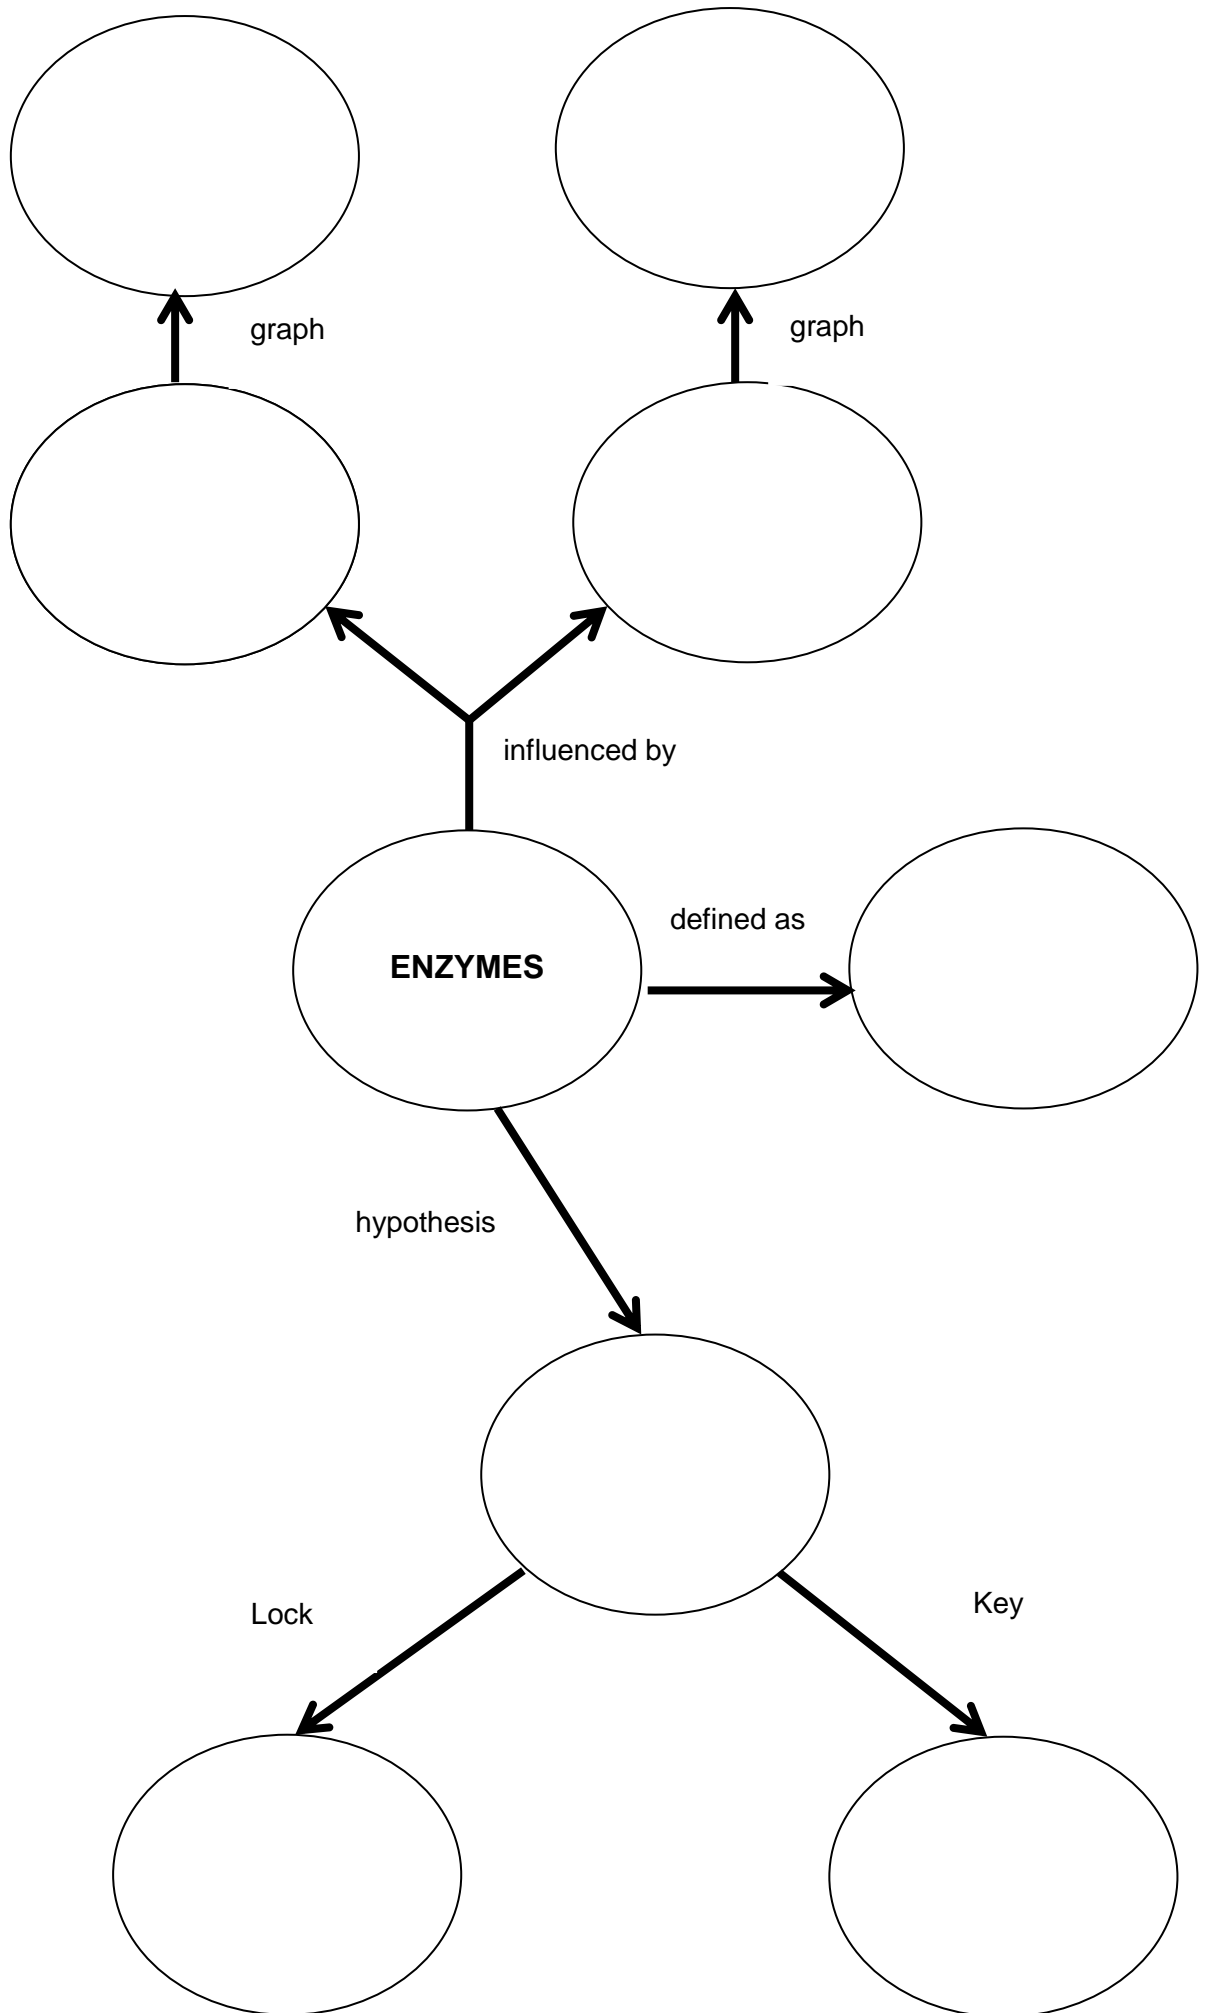 graph
graph
influenced by
defined as
ENZYMES
hypothesis
Lock
Key